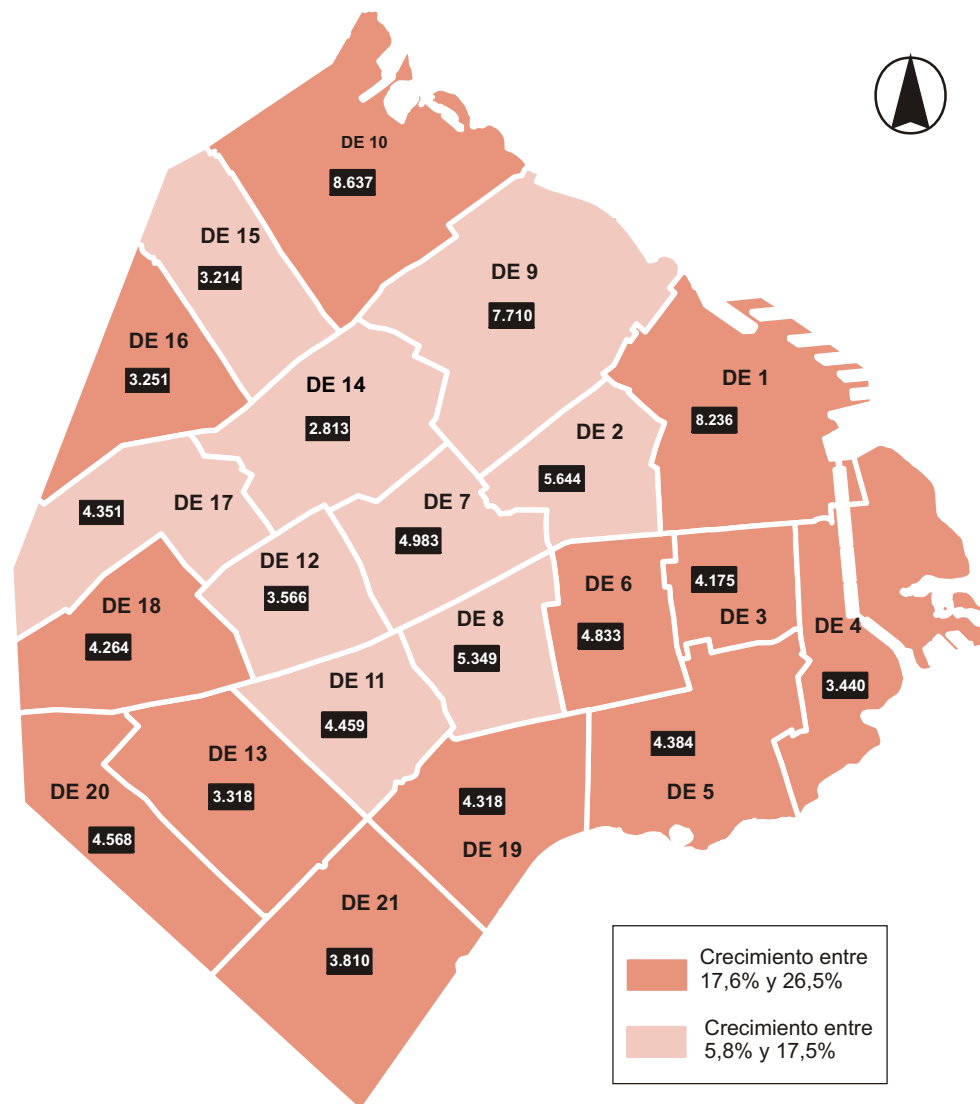 DE 10
8.637
DE 15
3.214
DE 9
7.710
DE 16
3.251
DE 14
2.813
DE 1
8.236
DE 2
5.644
4.351
DE 17
DE 7
4.983
DE 12
3.566
DE 6
4.833
4.175
DE 3
DE 18
4.264
DE 8
5.349
DE 4
3.440
DE 11
4.459
4.384
DE 5
DE 13
3.318
DE 20
4.568
4.318
DE 19
DE 21
3.810
Crecimiento entre
17,6% y 26,5%
Crecimiento entre
5,8% y 17,5%